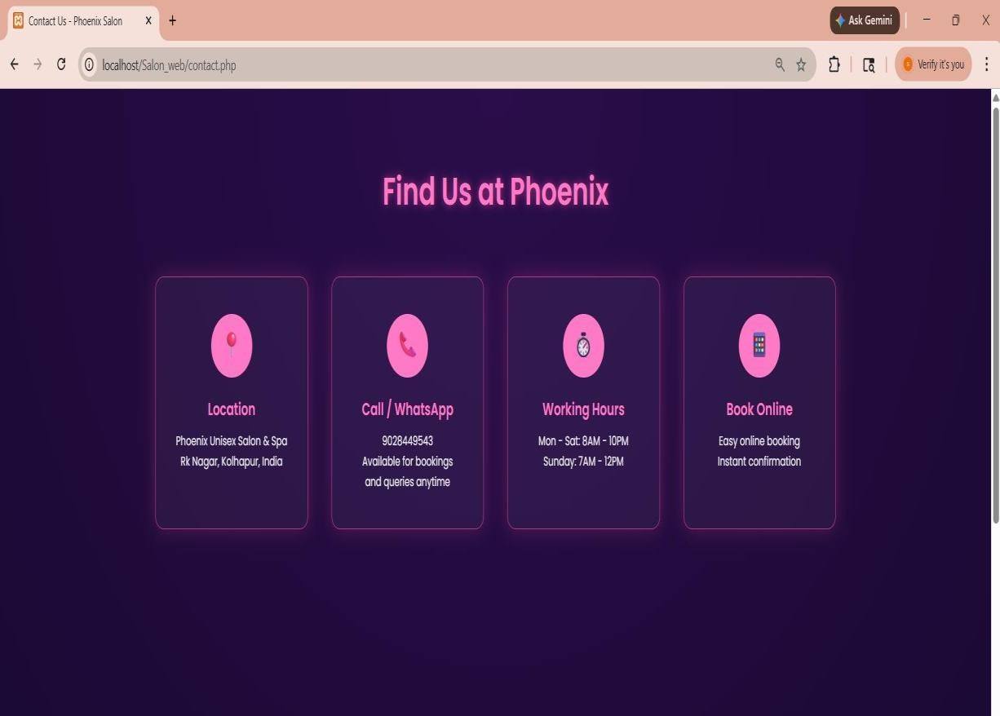 Contact Us - Phoenix Salon
Ask Gemini
localhost/Salon_web/contact.php
Verify it's you
Find Us at Phoenix
Location
Phoenix Unisex Salon & Spa
Rk Nagar, Kolhapur, India
Call / WhatsApp
9028449543
Available for bookings
and queries anytime
Working Hours
Mon - Sat: 8AM - 10PM
Sunday: 7AM - 12PM
Book Online
Easy online booking
Instant confirmation